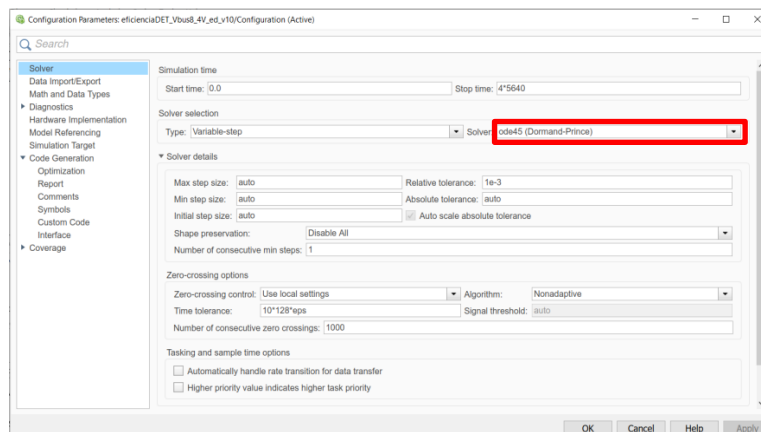 Configuration Parameters: eficienciaDET_Vbus8_4V_ed_v10/Configuration (Active)
Search
Solver
Data Import/Export
Math and Data Types
Diagnostics
Hardware Implementation
Model Referencing
Simulation Target
Code Generation
Optimization
Report
Comments
Symbols
Custom Code
Interface
Coverage
Simulation time
Start time: 0.0 Stop time: 4*5640
Solver selection
Type: Variable-step Solver: ode45 (Dormand-Prince)
Solver details
Max step size: auto Relative tolerance: 1e-3
Min step size: auto Absolute tolerance: auto
Initial step size: auto Auto scale absolute tolerance
Shape preservation: Disable All
Number of consecutive min steps: 1
Zero-crossing options
Zero-crossing control: Use local settings Algorithm: Nonadaptive
Time tolerance: 10*128*eps Signal threshold: auto
Number of consecutive zero crossings: 1000
Tasking and sample time options
Automatically handle rate transition for data transfer
Higher priority value indicates higher task priority
OK Cancel Help Apply